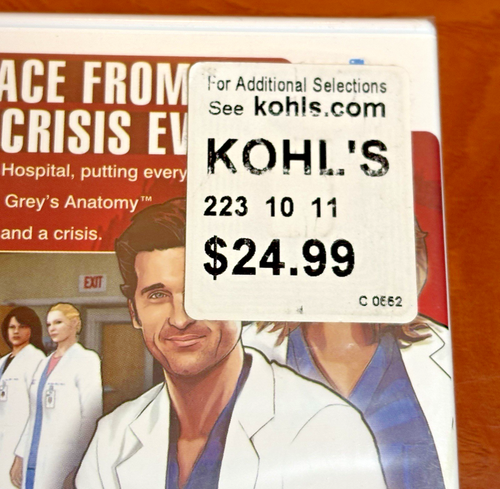 ACE FROM
CRISIS EV
Hospital, putting every
Grey's Anatomy™
and a crisis.
EXIT
For Additional Selections
See kohls.com
KOHL'S
223 10 11
$24.99
C 0552